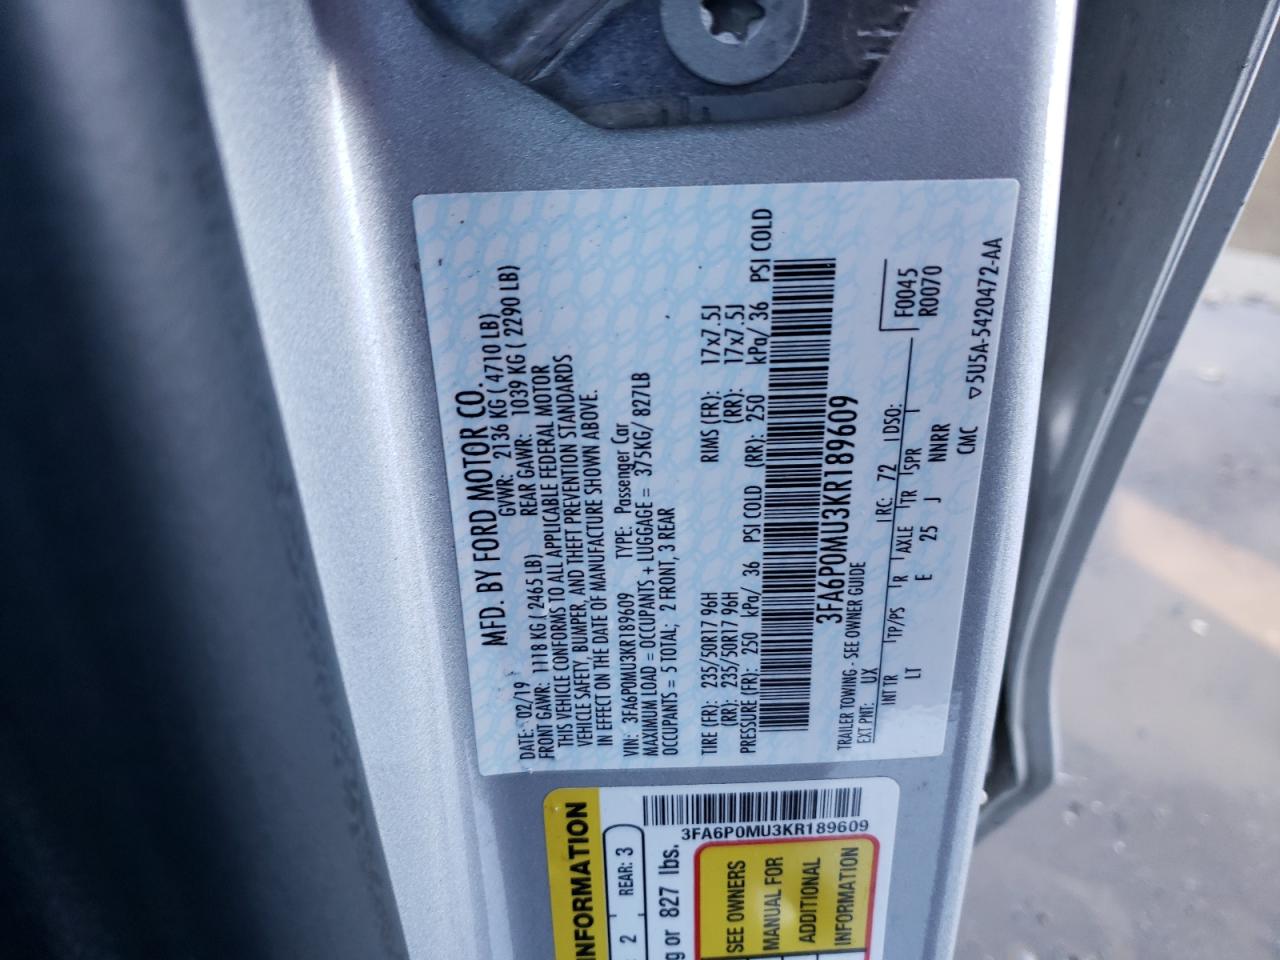 MFD. BY FORD MOTOR CO.
DATE: 02/19 GVWR: 2136 KG ( 4710 LB)
FRONT GAWR: 1118 KG ( 2465 LB) REAR GAWR: 1039 KG ( 2290 LB)
THIS VEHICLE CONFORMS TO ALL APPLICABLE FEDERAL MOTOR
VEHICLE SAFETY, BUMPER, AND THEFT PREVENTION STANDARDS
IN EFFECT ON THE DATE OF MANUFACTURE SHOWN ABOVE.
VIN: 3FA6P0MU3KR189609 TYPE: Passenger Car
MAXIMUM LOAD = OCCUPANTS + LUGGAGE = 375KG/ 827LB
OCCUPANTS = 5 TOTAL; 2 FRONT, 3 REAR
TIRE (FR): 235/50R17 96H RIMS (FR): 17x7.5J
(RR): 235/50R17 96H (RR): 17x7.5J
PRESSURE (FR): 250 kPa/ 36 PSI COLD (RR): 250 kPa/ 36 PSI COLD
3FA6P0MU3KR189609
TRAILER TOWING - SEE OWNER GUIDE
EXT PNT: UX RC: 72 DSO: F0045
R0070
INT TR TP/PS R AXLE TR SPR
LT E 25 J NNRR
CMC
▽5U5A-5420472-AA
INFORMATION
2 REAR: 3
g or 827 lbs.
3FA6P0MU3KR189609
SEE OWNERS
MANUAL FOR
ADDITIONAL
INFORMATION